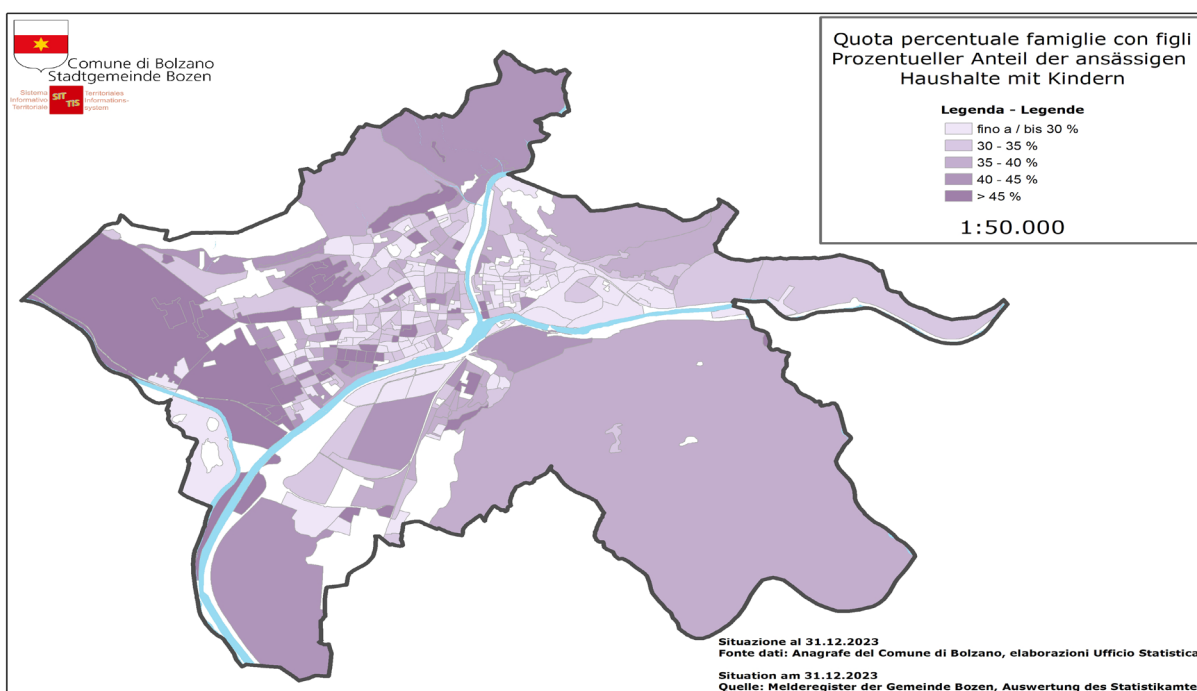 Comune di Bolzano
Stadtgemeinde Bozen
Sistema
Informativo
Territoriale
SIT
TIS
Territoriales
Informations-
system
Quota percentuale famiglie con figli
Prozentueller Anteil der ansässigen
Haushalte mit Kindern
Legenda - Legende
fino a / bis 30 %
30 - 35 %
35 - 40 %
40 - 45 %
> 45 %
1:50.000
Situazione al 31.12.2023
Fonte dati: Anagrafe del Comune di Bolzano, elaborazioni Ufficio Statistica
Situation am 31.12.2023
Quelle: Melderegister der Gemeinde Bozen, Auswertung des Statistikamte